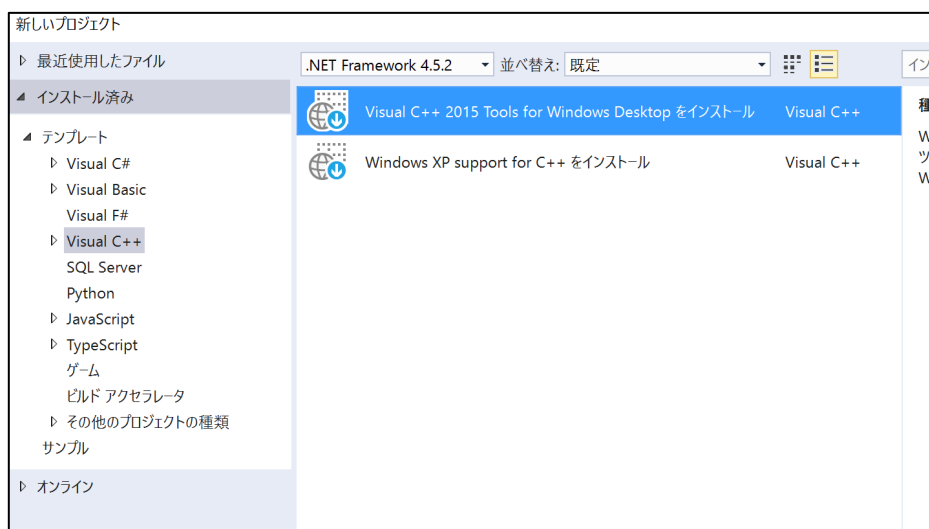 新しいプロジェクト
最近使用したファイル
.NET Framework 4.5.2 並べ替え: 既定
インストール済み
テンプレート
Visual C#
Visual Basic
Visual F#
Visual C++
SQL Server
Python
JavaScript
TypeScript
ゲーム
ビルド アクセラレータ
その他のプロジェクトの種類
サンプル
オンライン
Visual C++ 2015 Tools for Windows Desktop をインストール Visual C++
Windows XP support for C++ をインストール Visual C++
イン
種
W
ツ
W